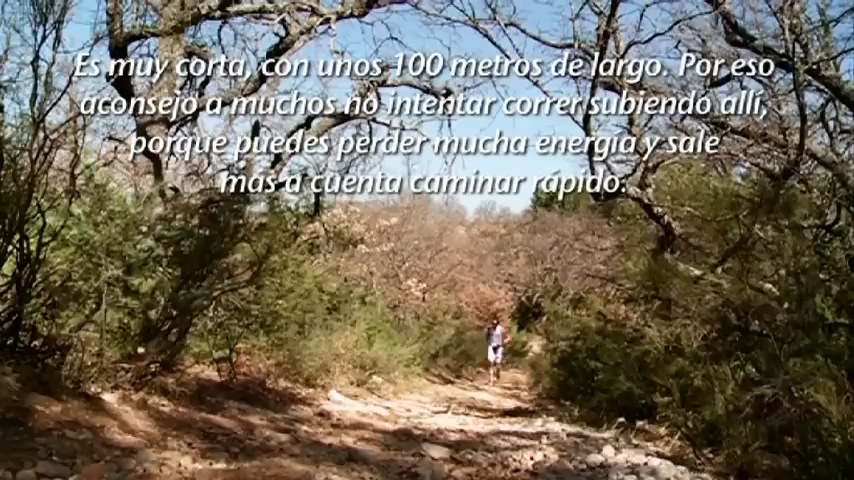 Es muy corta, con unos 100 metros de largo. Por eso
aconsejo a muchos no intentar correr subiendo allí,
porque puedes perder mucha energía y sale
más a cuenta caminar rápido.